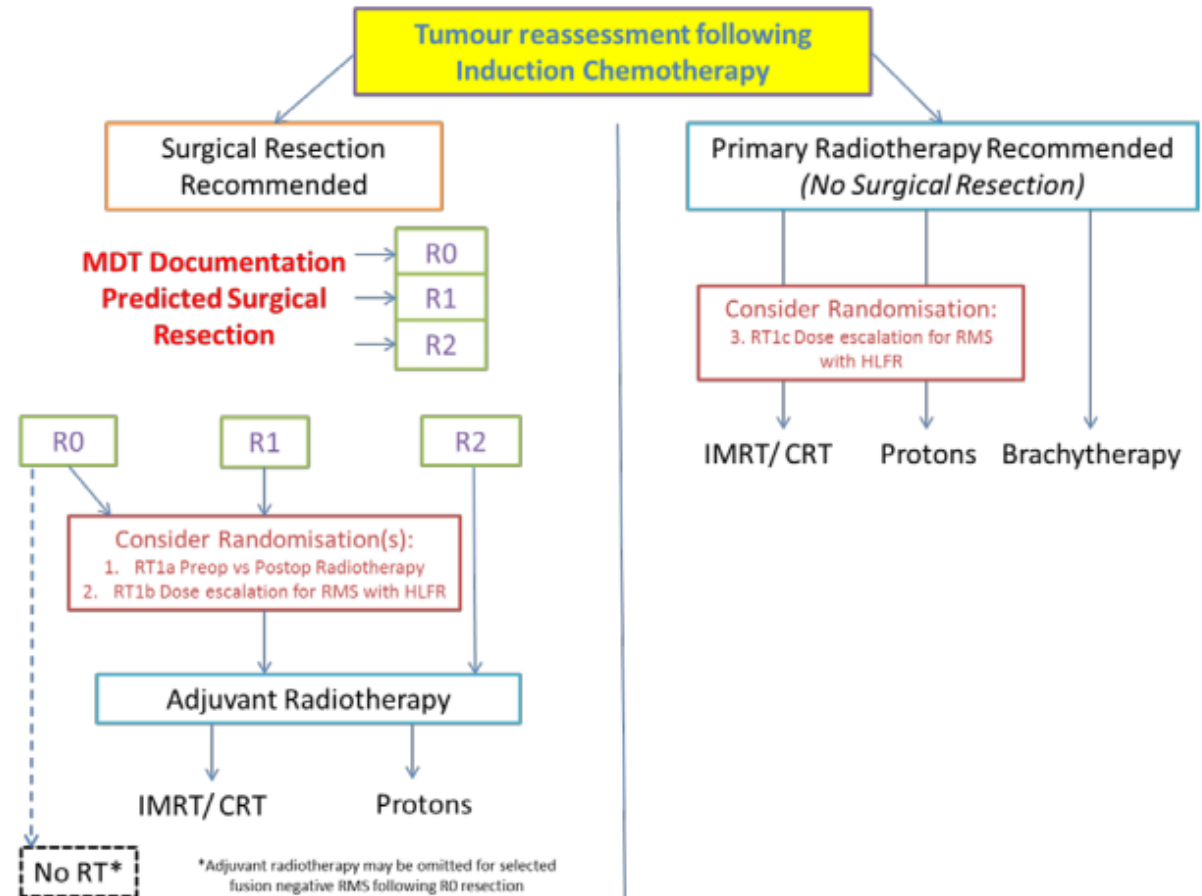 Tumour reassessment following
Induction Chemotherapy
Surgical Resection
Recommended
MDT Documentation
Predicted Surgical
Resection
R0
R1
R2
R0
R1
R2
Consider Randomisation(s):
1. RT1a Preop vs Postop Radiotherapy
2. RT1b Dose escalation for RMS with HLFR
Adjuvant Radiotherapy
IMRT/ CRT
Protons
No RT*
*Adjuvant radiotherapy may be omitted for selected
fusion negative RMS following R0 resection
Primary Radiotherapy Recommended
(No Surgical Resection)
Consider Randomisation:
3. RT1c Dose escalation for RMS
with HLFR
IMRT/ CRT
Protons
Brachytherapy